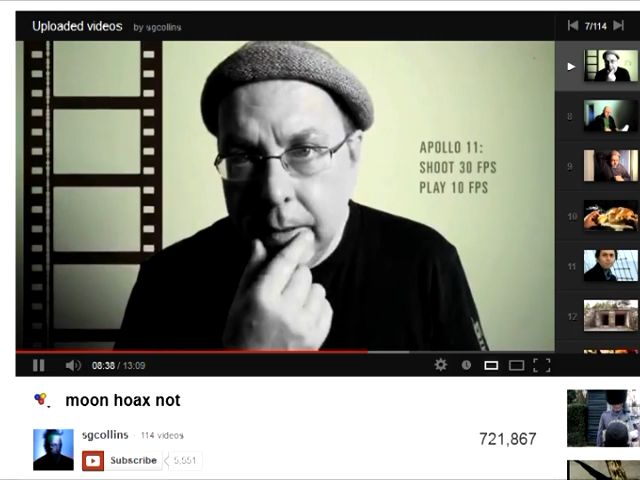 Uploaded videos by sgcollins
7/114
APOLLO 11:
SHOOT 30 FPS
PLAY 10 FPS
8
9
10
11
12
08:38 / 13:09
moon hoax not
sgcollins · 114 videos
721,867
Subscribe 5,551